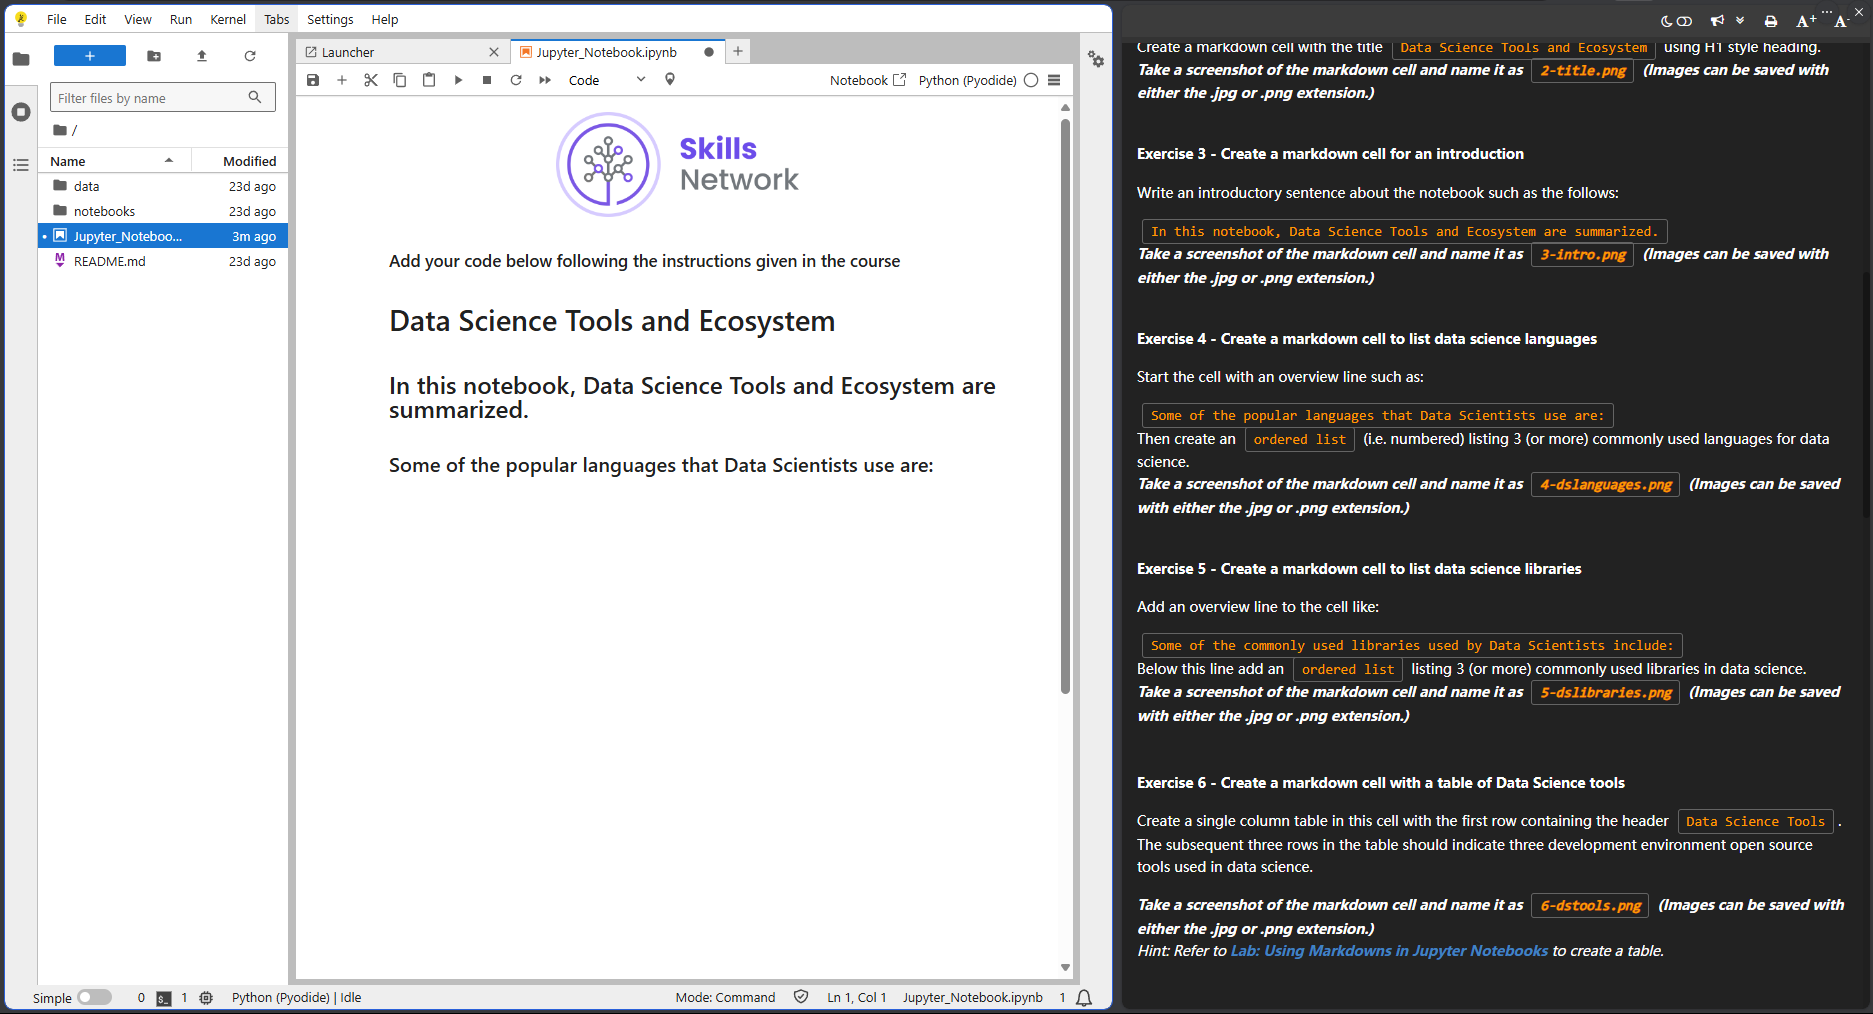 File Edit View Run Kernel Tabs Settings Help
+
Filter files by name
/
Name Modified
data 23d ago
notebooks 23d ago
Jupyter_Noteboo... 3m ago
README.md 23d ago
Launcher
Jupyter_Notebook.ipynb
Code
Notebook Python (Pyodide)
Skills
Network
Add your code below following the instructions given in the course
Data Science Tools and Ecosystem
In this notebook, Data Science Tools and Ecosystem are
summarized.
Some of the popular languages that Data Scientists use are:
Simple 0 1 Python (Pyodide) | Idle Mode: Command Ln 1, Col 1 Jupyter_Notebook.ipynb 1
A+ A-
Create a markdown cell with the title Data Science Tools and Ecosystem using H1 style heading.
Take a screenshot of the markdown cell and name it as 2-title.png (Images can be saved with
either the .jpg or .png extension.)
Exercise 3 - Create a markdown cell for an introduction
Write an introductory sentence about the notebook such as the follows:
In this notebook, Data Science Tools and Ecosystem are summarized.
Take a screenshot of the markdown cell and name it as 3-intro.png (Images can be saved with
either the .jpg or .png extension.)
Exercise 4 - Create a markdown cell to list data science languages
Start the cell with an overview line such as:
Some of the popular languages that Data Scientists use are:
Then create an ordered list (i.e. numbered) listing 3 (or more) commonly used languages for data
science.
Take a screenshot of the markdown cell and name it as 4-dslanguages.png (Images can be saved
with either the .jpg or .png extension.)
Exercise 5 - Create a markdown cell to list data science libraries
Add an overview line to the cell like:
Some of the commonly used libraries used by Data Scientists include:
Below this line add an ordered list listing 3 (or more) commonly used libraries in data science.
Take a screenshot of the markdown cell and name it as 5-dslibraries.png (Images can be saved
with either the .jpg or .png extension.)
Exercise 6 - Create a markdown cell with a table of Data Science tools
Create a single column table in this cell with the first row containing the header Data Science Tools .
The subsequent three rows in the table should indicate three development environment open source
tools used in data science.
Take a screenshot of the markdown cell and name it as 6-dstools.png (Images can be saved with
either the .jpg or .png extension.)
Hint: Refer to Lab: Using Markdowns in Jupyter Notebooks to create a table.